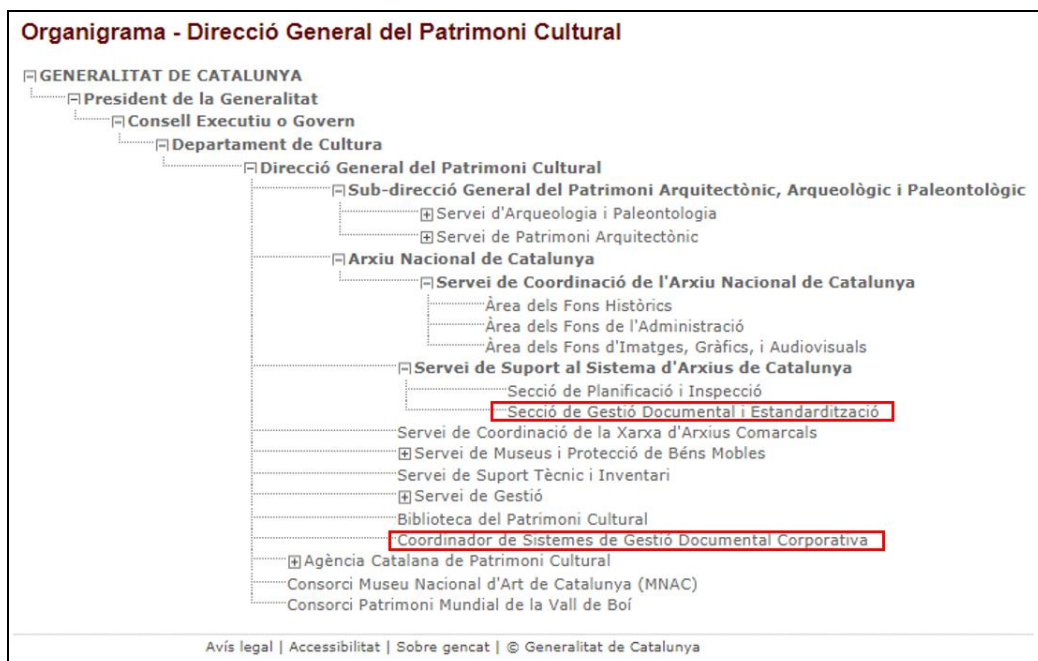 Organigrama - Direcció General del Patrimoni Cultural
GENERALITAT DE CATALUNYA
President de la Generalitat
Consell Executiu o Govern
Departament de Cultura
Direcció General del Patrimoni Cultural
Sub-direcció General del Patrimoni Arquitectònic, Arqueològic i Paleontològic
Servei d'Arqueologia i Paleontologia
Servei de Patrimoni Arquitectònic
Arxiu Nacional de Catalunya
Servei de Coordinació de l'Arxiu Nacional de Catalunya
Àrea dels Fons Històrics
Àrea dels Fons de l'Administració
Àrea dels Fons d'Imatges, Gràfics, i Audiovisuals
Servei de Suport al Sistema d'Arxius de Catalunya
Secció de Planificació i Inspecció
Secció de Gestió Documental i Estandardització
Servei de Coordinació de la Xarxa d'Arxius Comarcals
Servei de Museus i Protecció de Béns Mobles
Servei de Suport Tècnic i Inventari
Servei de Gestió
Biblioteca del Patrimoni Cultural
Coordinador de Sistemes de Gestió Documental Corporativa
Agència Catalana de Patrimoni Cultural
Consorci Museu Nacional d'Art de Catalunya (MNAC)
Consorci Patrimoni Mundial de la Vall de Boí
Avís legal | Accessibilitat | Sobre gencat | © Generalitat de Catalunya